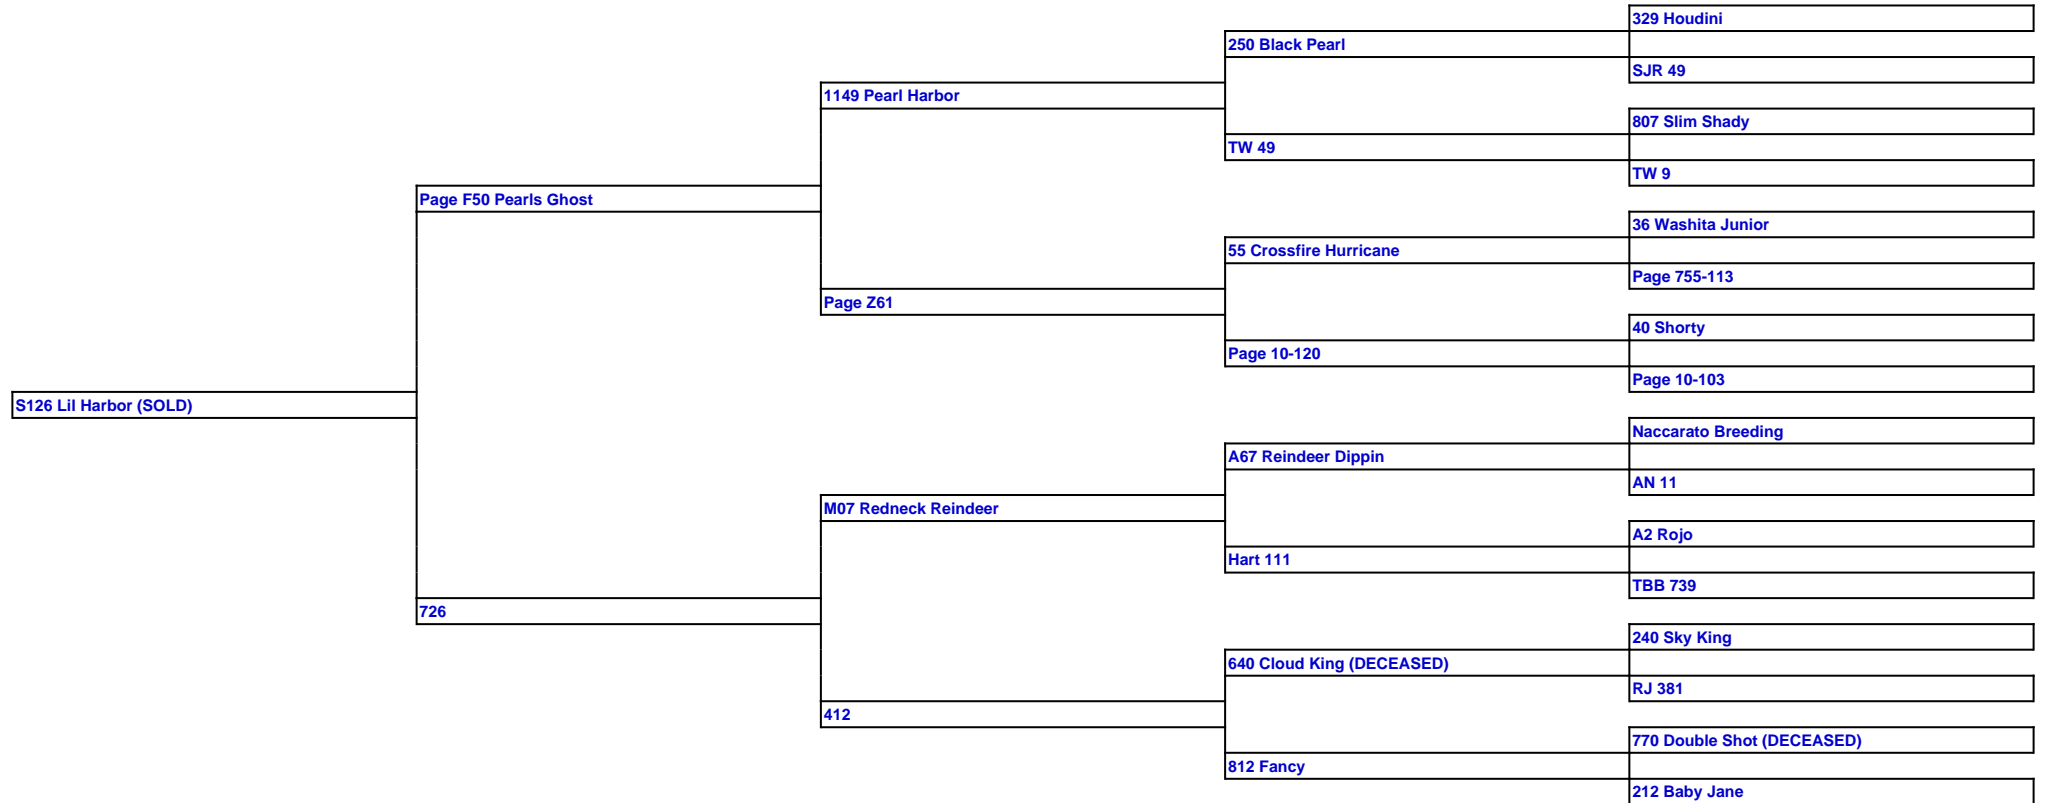 329 Houdini
250 Black Pearl
SJR 49
1149 Pearl Harbor
807 Slim Shady
TW 49
TW 9
Page F50 Pearls Ghost
36 Washita Junior
55 Crossfire Hurricane
Page 755-113
Page Z61
40 Shorty
Page 10-120
Page 10-103
S126 Lil Harbor (SOLD)
Naccarato Breeding
A67 Reindeer Dippin
AN 11
M07 Redneck Reindeer
A2 Rojo
Hart 111
TBB 739
726
240 Sky King
640 Cloud King (DECEASED)
RJ 381
412
770 Double Shot (DECEASED)
812 Fancy
212 Baby Jane